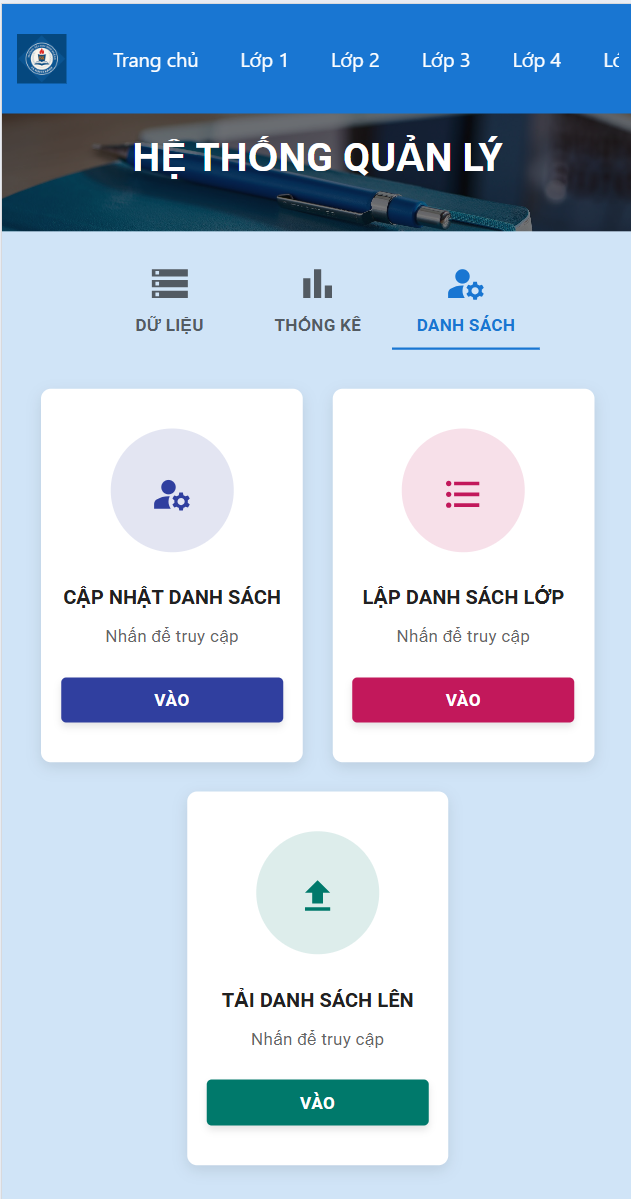 Trang chủ Lớp 1 Lớp 2 Lớp 3 Lớp 4
HỆ THỐNG QUẢN LÝ
DỮ LIỆU THỐNG KÊ DANH SÁCH
CẬP NHẬT DANH SÁCH
Nhấn để truy cập
VÀO
LẬP DANH SÁCH LỚP
Nhấn để truy cập
VÀO
TẢI DANH SÁCH LÊN
Nhấn để truy cập
VÀO